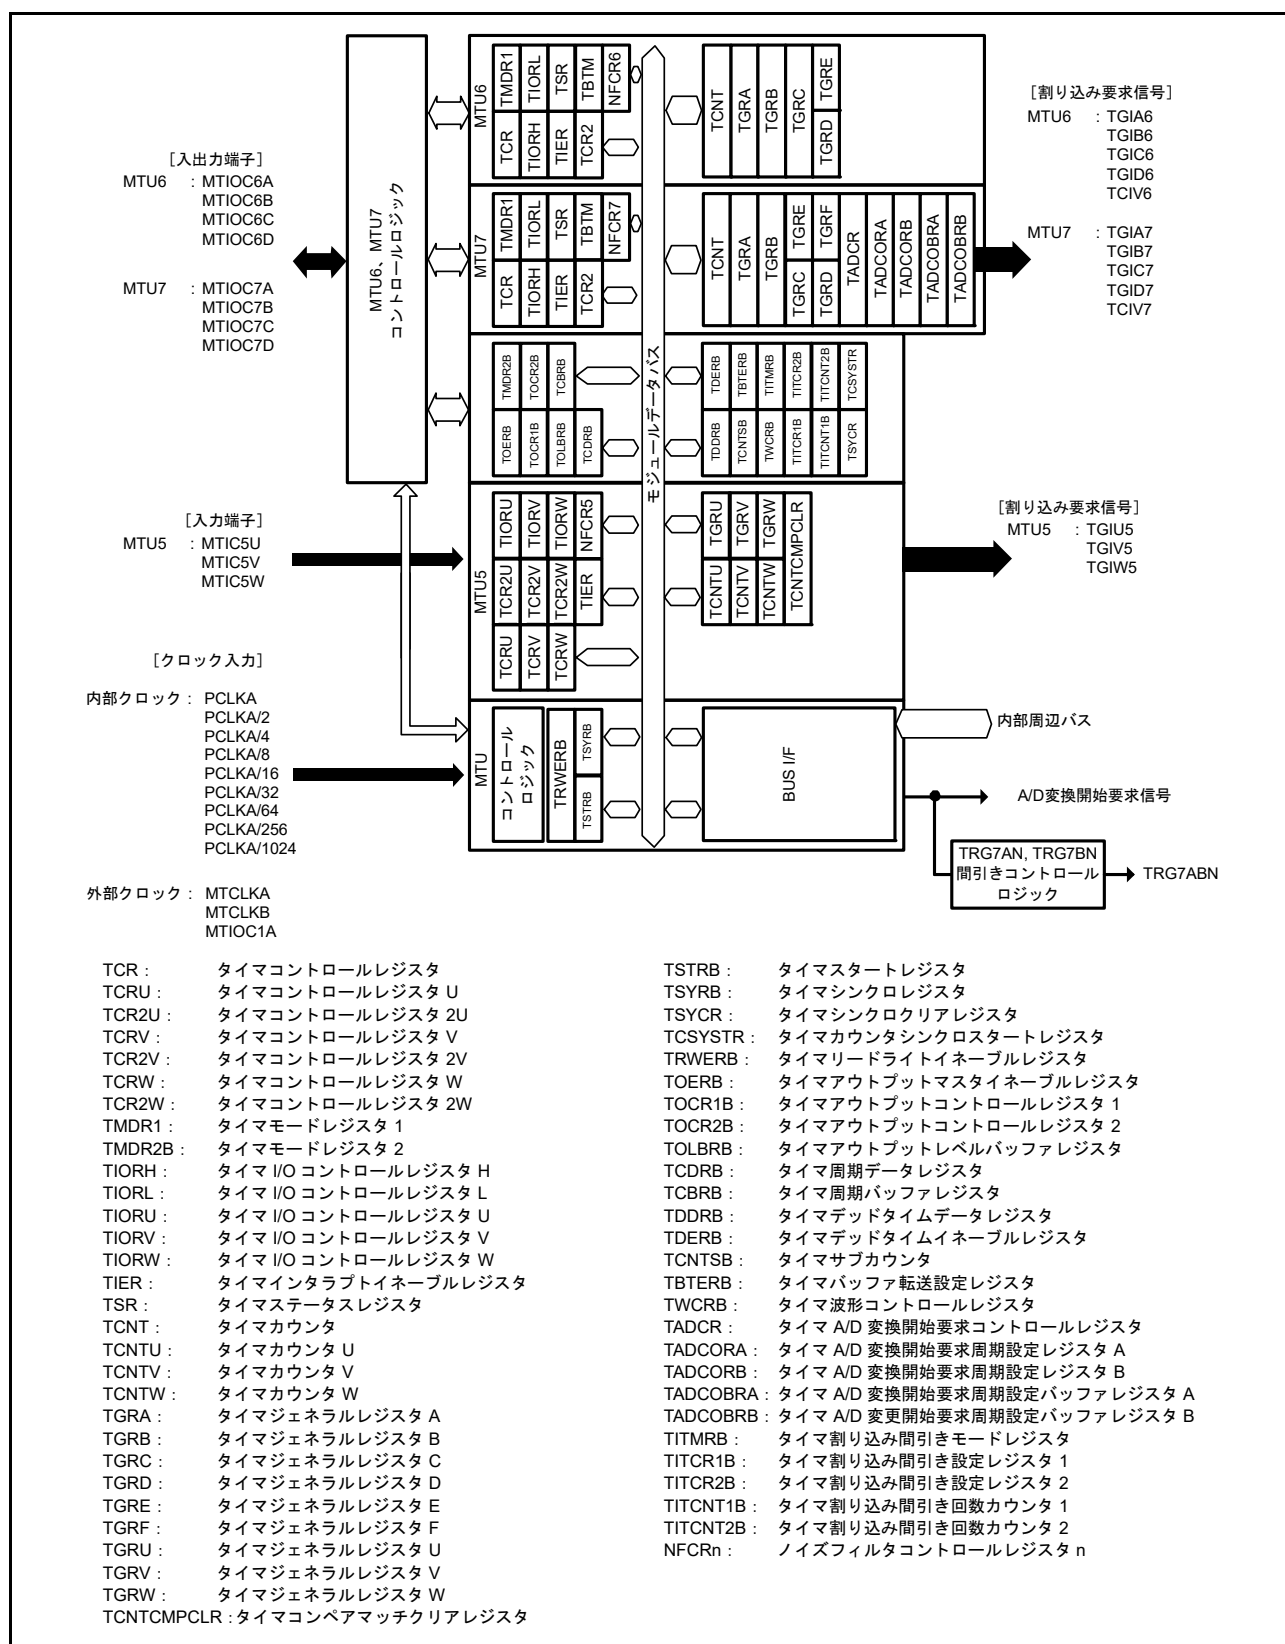 MTU6、MTU7
コントロールロジック
[入出力端子]
MTU6 : MTIOC6A
MTIOC6B
MTIOC6C
MTIOC6D
MTU7 : MTIOC7A
MTIOC7B
MTIOC7C
MTIOC7D
[入力端子]
MTU5 : MTIC5U
MTIC5V
MTIC5W
[クロック入力]
内部クロック : PCLKA
PCLKA/2
PCLKA/4
PCLKA/8
PCLKA/16
PCLKA/32
PCLKA/64
PCLKA/256
PCLKA/1024
外部クロック : MTCLKA
MTCLKB
MTIOC1A
MTU6
TMDR1
TIORL
TSR
TBTM
NFCR6
TCR
TIORH
TIER
TCR2
TCNT
TGRA
TGRB
TGRC
TGRE
TGRD
MTU7
TMDR1
TIORL
TSR
TBTM
NFCR7
TCR
TIORH
TIER
TCR2
TCNT
TGRA
TGRB
TGRE
TGRC
TGRF
TGRD
TADCR
TADCORA
TADCORB
TADCOBRA
TADCOBRB
TMDR2B
TOCR2B
TCBRB
TOERB
TOCR1B
TOLBRB
TCDRB
モジュールデータバス
TDERB
TBTERB
TITMRB
TITCR2B
TITCNT2B
TCSYSTR
TDDRB
TCNTSB
TWCRB
TITCR1B
TITCNT1B
TSYCR
MTU5
TIORU
TIORV
TIORW
NFCR5
TCR2U
TCR2V
TCR2W
TIER
TCRU
TCRV
TCRW
TGRU
TGRV
TGRW
TCNTCMPCLR
TCNTU
TCNTV
TCNTW
MTU
コントロール
ロジック
TRWERB
TSYRB
TSTRB
BUS I/F
[割り込み要求信号]
MTU6 : TGIA6
TGIB6
TGIC6
TGID6
TCIV6
MTU7 : TGIA7
TGIB7
TGIC7
TGID7
TCIV7
[割り込み要求信号]
MTU5 : TGIU5
TGIV5
TGIW5
内部周辺バス
A/D変換開始要求信号
TRG7AN, TRG7BN
間引きコントロール
ロジック
TRG7ABN
TCR : タイマコントロールレジスタ
TCRU : タイマコントロールレジスタ U
TCR2U : タイマコントロールレジスタ 2U
TCRV : タイマコントロールレジスタ V
TCR2V : タイマコントロールレジスタ 2V
TCRW : タイマコントロールレジスタ W
TCR2W : タイマコントロールレジスタ 2W
TMDR1 : タイマモードレジスタ 1
TMDR2B : タイマモードレジスタ 2
TIORH : タイマ I/O コントロールレジスタ H
TIORL : タイマ I/O コントロールレジスタ L
TIORU : タイマ I/O コントロールレジスタ U
TIORV : タイマ I/O コントロールレジスタ V
TIORW : タイマ I/O コントロールレジスタ W
TIER : タイマインタラプトイネーブルレジスタ
TSR : タイマステータスレジスタ
TCNT : タイマカウンタ
TCNTU : タイマカウンタ U
TCNTV : タイマカウンタ V
TCNTW : タイマカウンタ W
TGRA : タイマジェネラルレジスタ A
TGRB : タイマジェネラルレジスタ B
TGRC : タイマジェネラルレジスタ C
TGRD : タイマジェネラルレジスタ D
TGRE : タイマジェネラルレジスタ E
TGRF : タイマジェネラルレジスタ F
TGRU : タイマジェネラルレジスタ U
TGRV : タイマジェネラルレジスタ V
TGRW : タイマジェネラルレジスタ W
TCNTCMPCLR : タイマコンペアマッチクリアレジスタ
TSTRB : タイマスタートレジスタ
TSYRB : タイマシンクロレジスタ
TSYCR : タイマシンクロクリアレジスタ
TCSYSTR : タイマカウンタシンクロスタートレジスタ
TRWERB : タイマリードライトイネーブルレジスタ
TOERB : タイマアウトプットマスタイネーブルレジスタ
TOCR1B : タイマアウトプットコントロールレジスタ 1
TOCR2B : タイマアウトプットコントロールレジスタ 2
TOLBRB : タイマアウトプットレベルバッファレジスタ
TCDRB : タイマ周期データレジスタ
TCBRB : タイマ周期バッファレジスタ
TDDRB : タイマデッドタイムデータレジスタ
TDERB : タイマデッドタイムイネーブルレジスタ
TCNTSB : タイマサブカウンタ
TBTERB : タイマバッファ転送設定レジスタ
TWCRB : タイマ波形コントロールレジスタ
TADCR : タイマ A/D 変換開始要求コントロールレジスタ
TADCORA : タイマ A/D 変換開始要求周期設定レジスタ A
TADCORB : タイマ A/D 変換開始要求周期設定レジスタ B
TADCOBRA : タイマ A/D 変換開始要求周期設定バッファレジスタ A
TADCOBRB : タイマ A/D 変更開始要求周期設定バッファレジスタ B
TITMRB : タイマ割り込み間引きモードレジスタ
TITCR1B : タイマ割り込み間引き設定レジスタ 1
TITCR2B : タイマ割り込み間引き設定レジスタ 2
TITCNT1B : タイマ割り込み間引き回数カウンタ 1
TITCNT2B : タイマ割り込み間引き回数カウンタ 2
NFCRn : ノイズフィルタコントロールレジスタ n